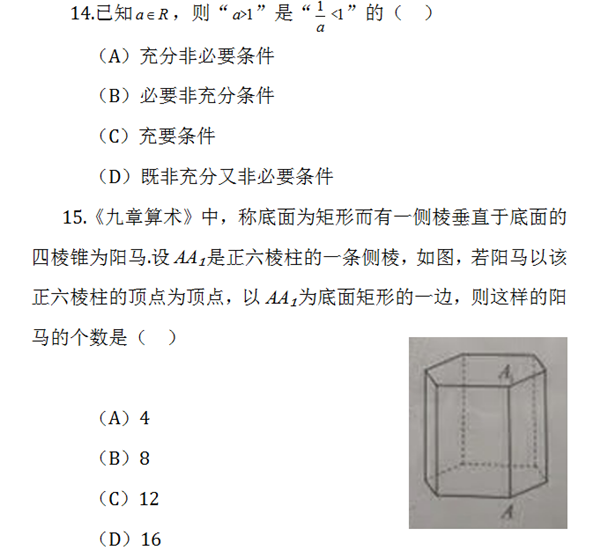 14.已知a∈R，则“a>1”是“1/a<1”的（　）
（A）充分非必要条件
（B）必要非充分条件
（C）充要条件
（D）既非充分又非必要条件
15.《九章算术》中，称底面为矩形而有一侧棱垂直于底面的
四棱锥为阳马.设AA₁是正六棱柱的一条侧棱，如图，若阳马以该
正六棱柱的顶点为顶点，以AA₁为底面矩形的一边，则这样的阳
马的个数是（　）
A₁
A
（A）4
（B）8
（C）12
（D）16